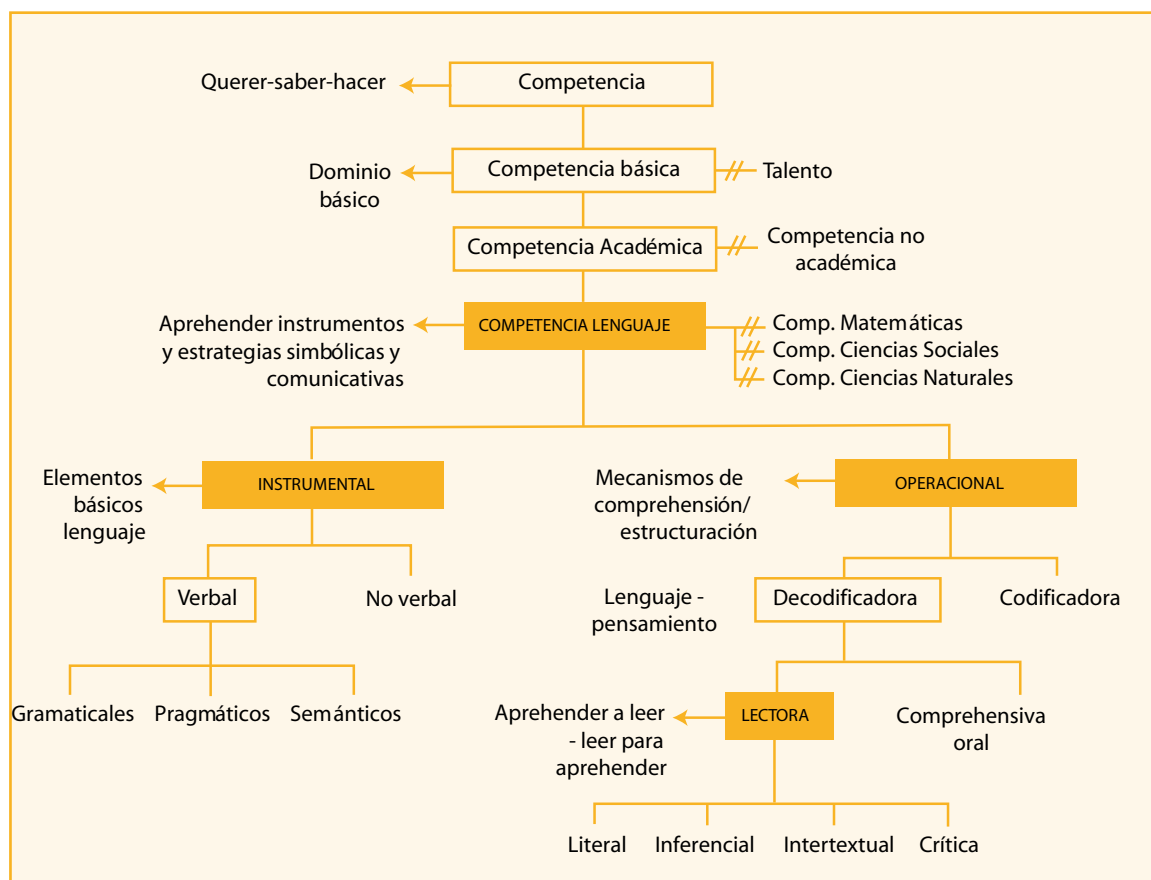 Querer-saber-hacer
Competencia
Dominio
básico
Competencia básica
Talento
Competencia Académica
Competencia no
académica
Aprehender instrumentos
y estrategias simbólicas y
comunicativas
COMPETENCIA LENGUAJE
Comp. Matemáticas
Comp. Ciencias Sociales
Comp. Ciencias Naturales
Elementos
básicos
lenguaje
INSTRUMENTAL
Mecanismos de
comprehensión/
estructuración
OPERACIONAL
Verbal
No verbal
Lenguaje -
pensamiento
Decodificadora
Codificadora
Gramaticales
Pragmáticos
Semánticos
Aprehender a leer
- leer para
aprehender
LECTORA
Comprehensiva
oral
Literal
Inferencial
Intertextual
Crítica